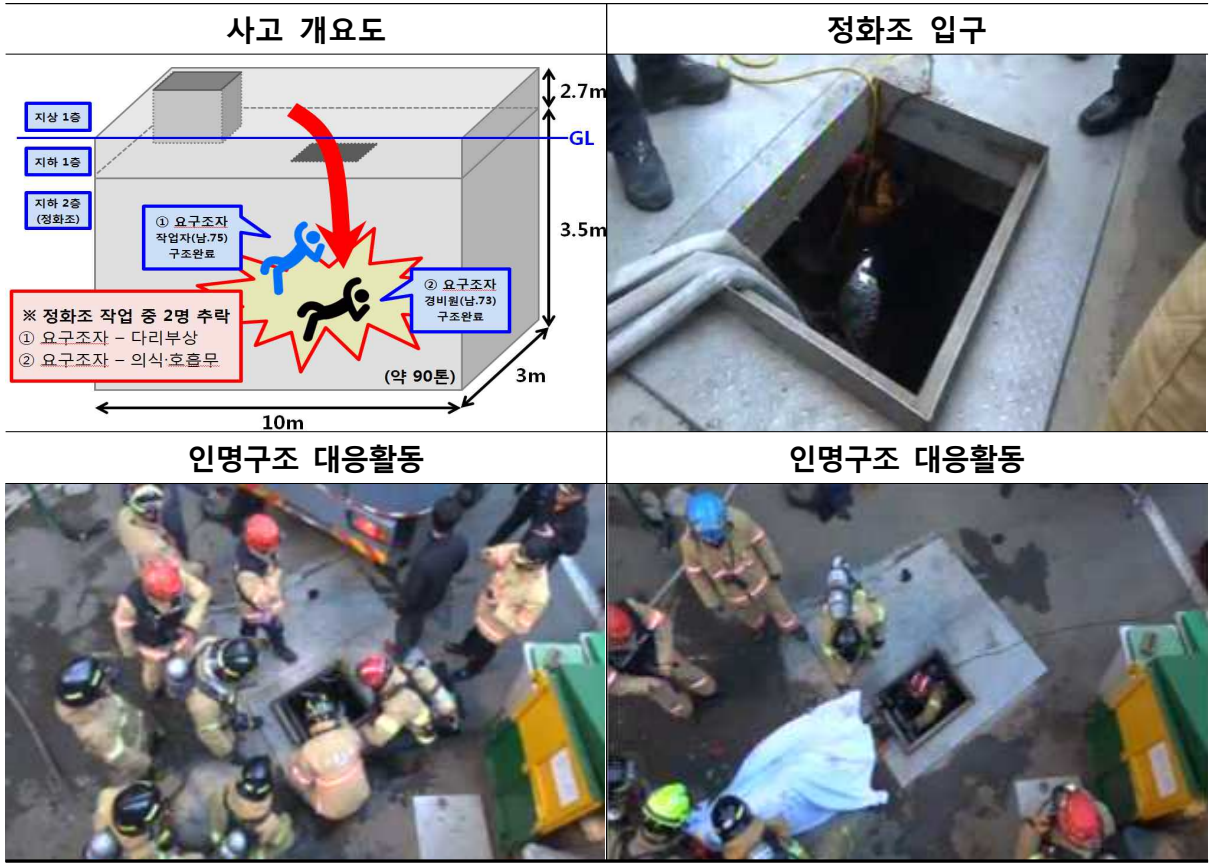 사고 개요도
정화조 입구
2.7m
지상 1층
GL
지하 1층
지하 2층
(정화조)
① 요구조자
작업자(남.75)
구조완료
3.5m
② 요구조자
경비원(남.73)
구조완료
※ 정화조 작업 중 2명 추락
① 요구조자 – 다리부상
② 요구조자 – 의식·호흡무
(약 90톤)
3m
10m
인명구조 대응활동
인명구조 대응활동